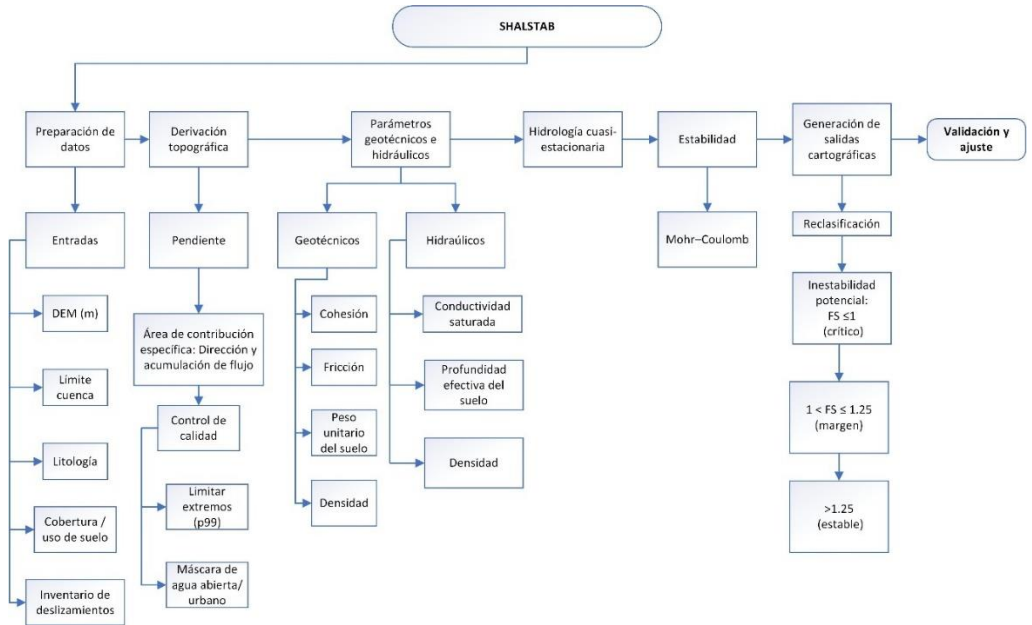 SHALSTAB
Preparación de
datos
Derivación
topográfica
Parámetros
geotécnicos e
hidráulicos
Hidrología cuasi-
estacionaria
Estabilidad
Generación de
salidas
cartográficas
Validación y
ajuste
Entradas
DEM (m)
Límite
cuenca
Litología
Cobertura /
uso de suelo
Inventario de
deslizamientos
Pendiente
Área de contribución
específica: Dirección y
acumulación de flujo
Control de
calidad
Limitar
extremos
(p99)
Máscara de
agua abierta/
urbano
Geotécnicos
Cohesión
Fricción
Peso
unitario
del suelo
Densidad
Hidraúlicos
Conductividad
saturada
Profundidad
efectiva del
suelo
Densidad
Mohr–Coulomb
Reclasificación
Inestabilidad
potencial:
FS ≤1
(crítico)
1 < FS ≤ 1.25
(margen)
>1.25
(estable)